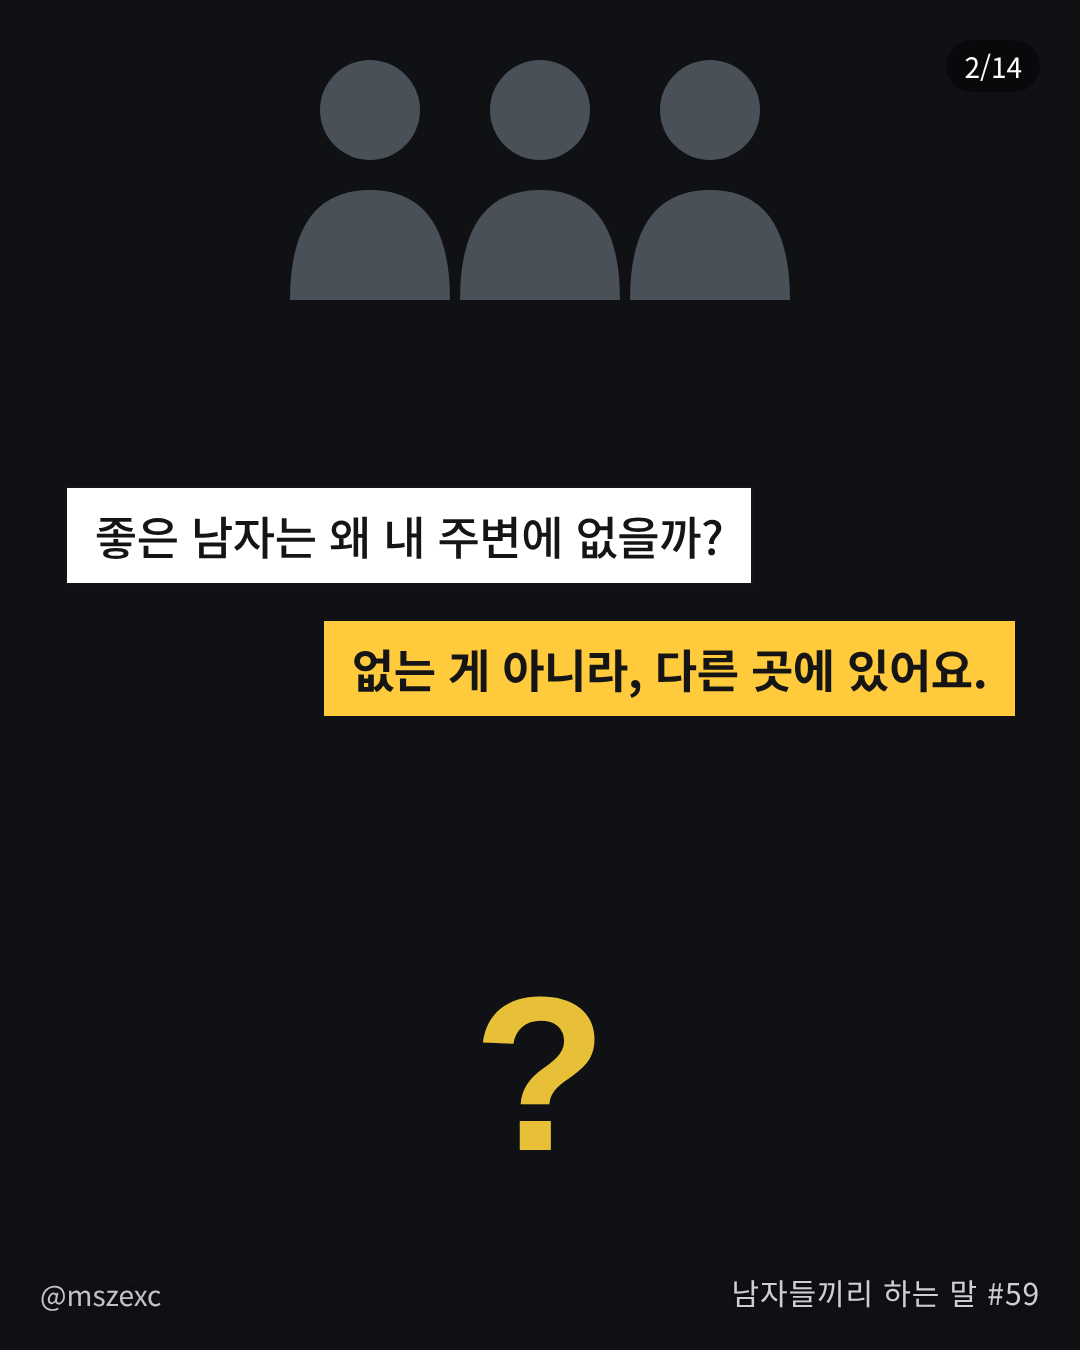 2/14
좋은 남자는 왜 내 주변에 없을까?
없는 게 아니라, 다른 곳에 있어요.
?
@mszexc
남자들끼리 하는 말 #59